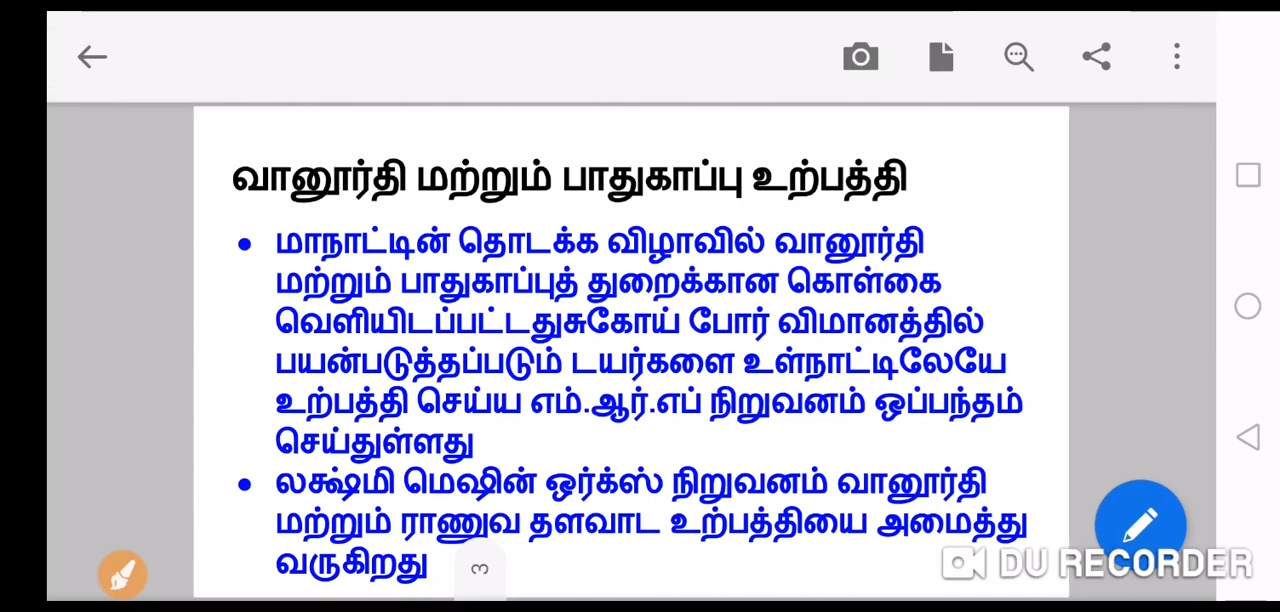 வானூர்தி மற்றும் பாதுகாப்பு உற்பத்தி
• மாநாட்டின் தொடக்க விழாவில் வானூர்தி
மற்றும் பாதுகாப்புத் துறைக்கான கொள்கை
வெளியிடப்பட்டதுசுகோய் போர் விமானத்தில்
பயன்படுத்தப்படும் டயர்களை உள்நாட்டிலேயே
உற்பத்தி செய்ய எம்.ஆர்.எப் நிறுவனம் ஒப்பந்தம்
செய்துள்ளது
• லக்ஷ்மி மெஷின் ஒர்க்ஸ் நிறுவனம் வானூர்தி
மற்றும் ராணுவ தளவாட உற்பத்தியை அமைத்து
வருகிறது
3
DU RECORDER